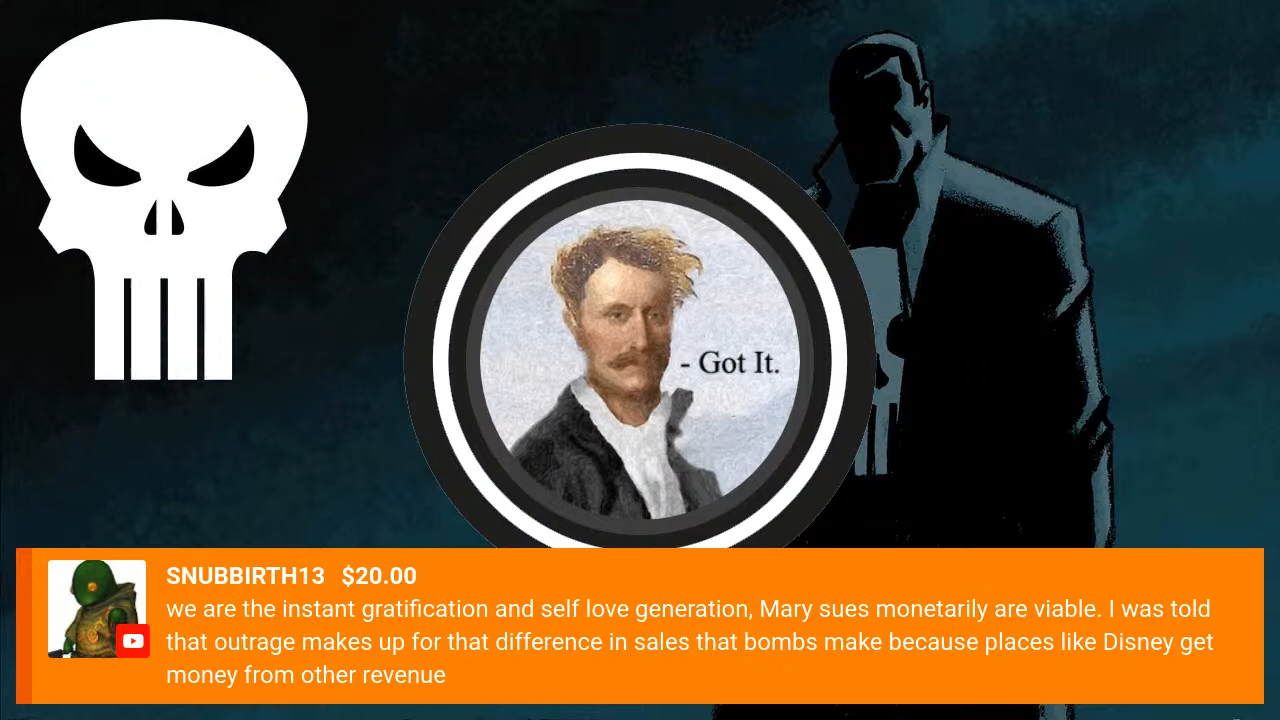 - Got It.
SNUBBIRTH13 $20.00
we are the instant gratification and self love generation, Mary sues monetarily are viable. I was told
that outrage makes up for that difference in sales that bombs make because places like Disney get
money from other revenue